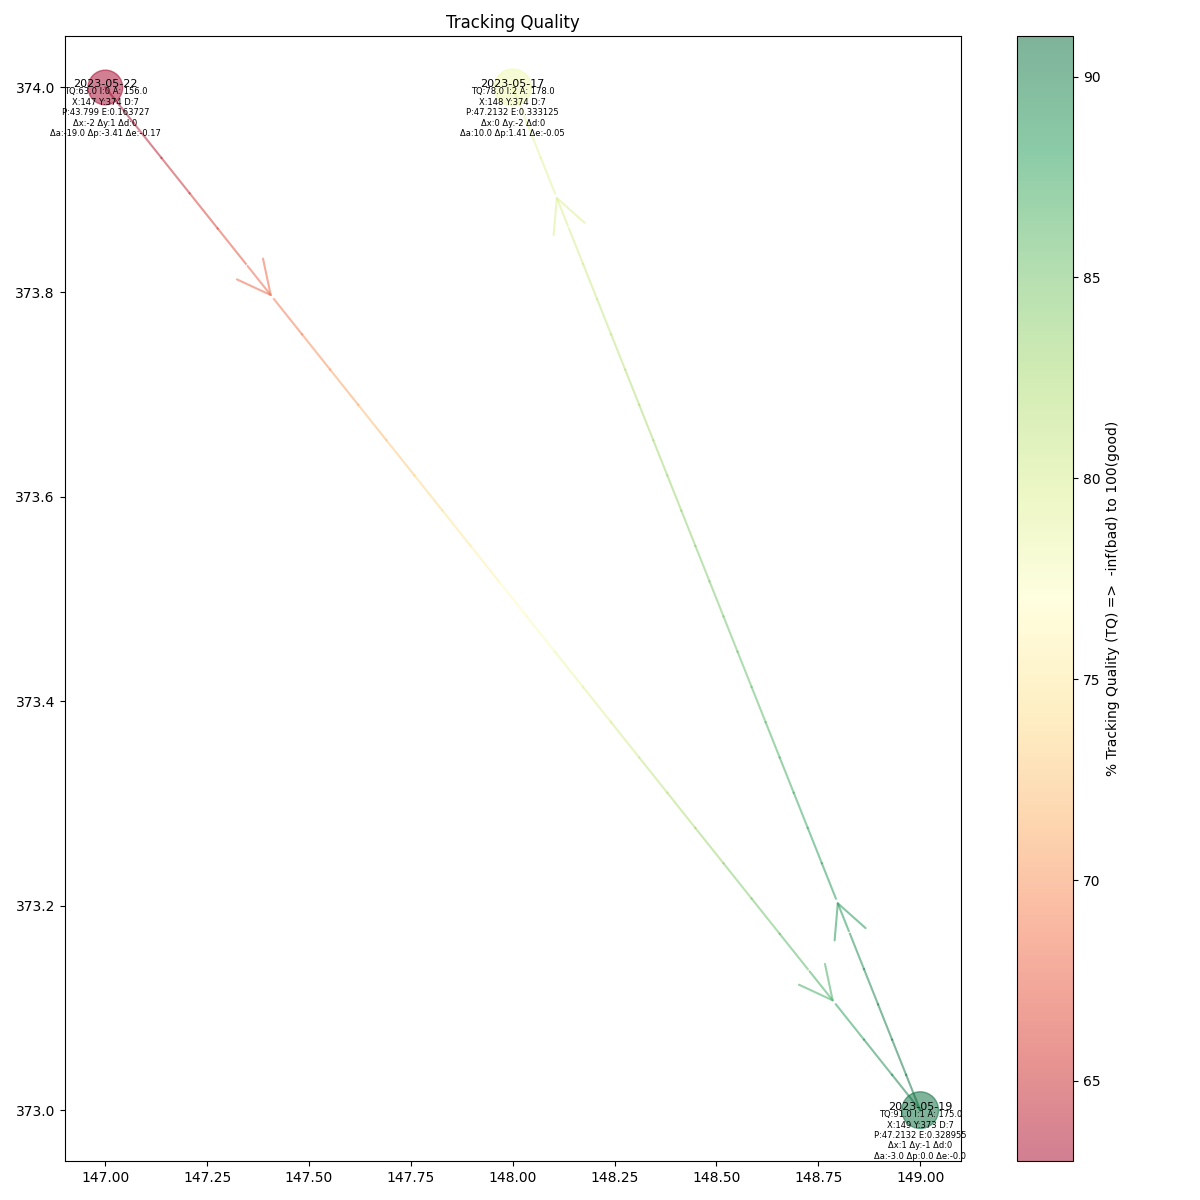 Tracking Quality
2023-05-22
TQ:63.0 I:0 A: 156.0
X:147 Y:374 D:7
P:43.799 E:0.163727
Δx:-2 Δy:1 Δd:0
Δa:-19.0 Δp:-3.41 Δe:-0.17
2023-05-17
TQ:78.0 I:2 A: 178.0
X:148 Y:374 D:7
P:47.2132 E:0.333125
Δx:0 Δy:-2 Δd:0
Δa:10.0 Δp:1.41 Δe:-0.05
2023-05-19
TQ:91.0 I:1 A: 175.0
X:149 Y:373 D:7
P:47.2132 E:0.328955
Δx:1 Δy:-1 Δd:0
Δa:-3.0 Δp:0.0 Δe:-0.0
374.0
373.8
373.6
373.4
373.2
373.0
147.00
147.25
147.50
147.75
148.00
148.25
148.50
148.75
149.00
90
85
80
75
70
65
% Tracking Quality (TQ) => -inf(bad) to 100(good)